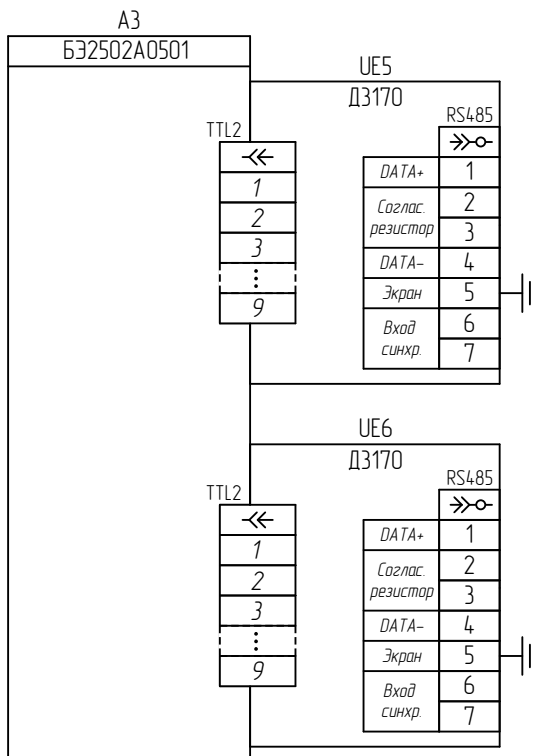 А3
БЭ2502А0501
UE5
Д3170
TTL2
1
2
3
⋮
9
RS485
DATA+
1
Соглас.
резистор
2
3
DATA-
4
Экран
5
Вход
синхр.
6
7
UE6
Д3170
TTL2
1
2
3
⋮
9
RS485
DATA+
1
Соглас.
резистор
2
3
DATA-
4
Экран
5
Вход
синхр.
6
7